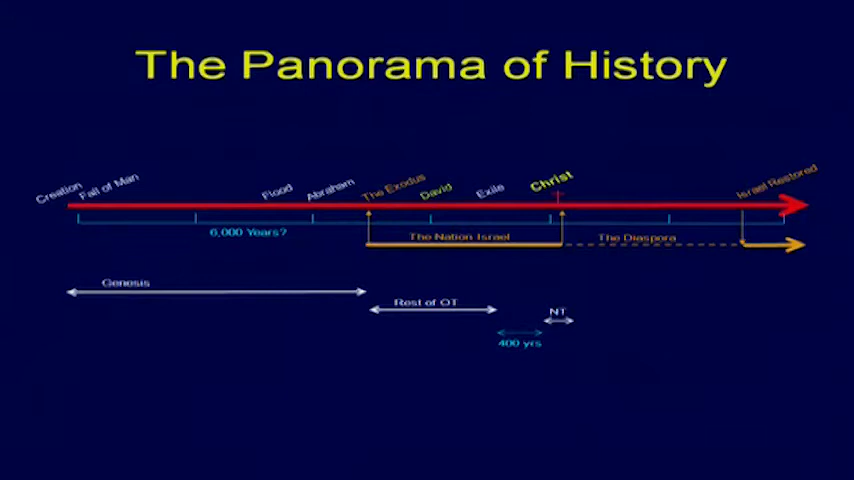 The Panorama of History
Creation
Fall of Man
Flood
Abraham
The Exodus
David
Exile
Christ
Israel Restored
6,000 Years?
The Nation Israel
The Diaspora
Genesis
Rest of OT
NT
400 yrs